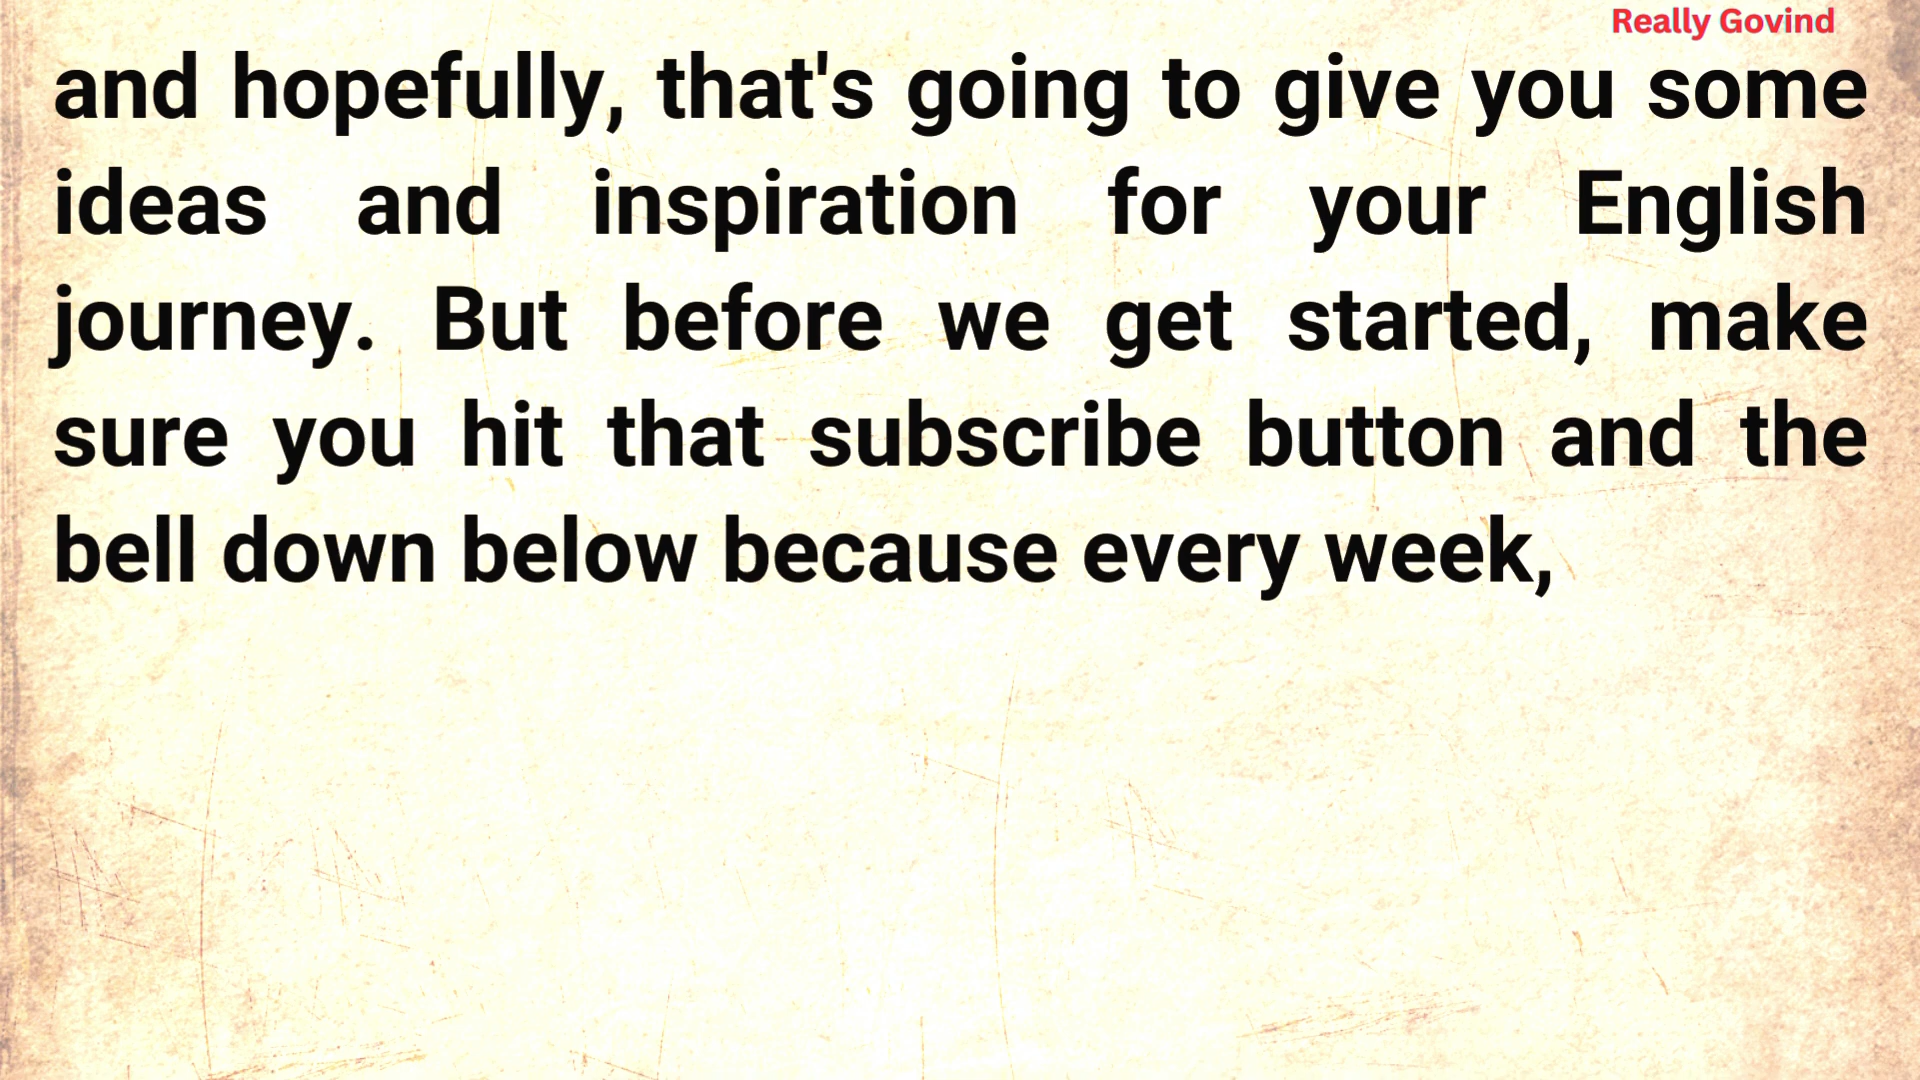 Really Govind
and hopefully, that's going to give you some
ideas and inspiration for your English
journey. But before we get started, make
sure you hit that subscribe button and the
bell down below because every week,